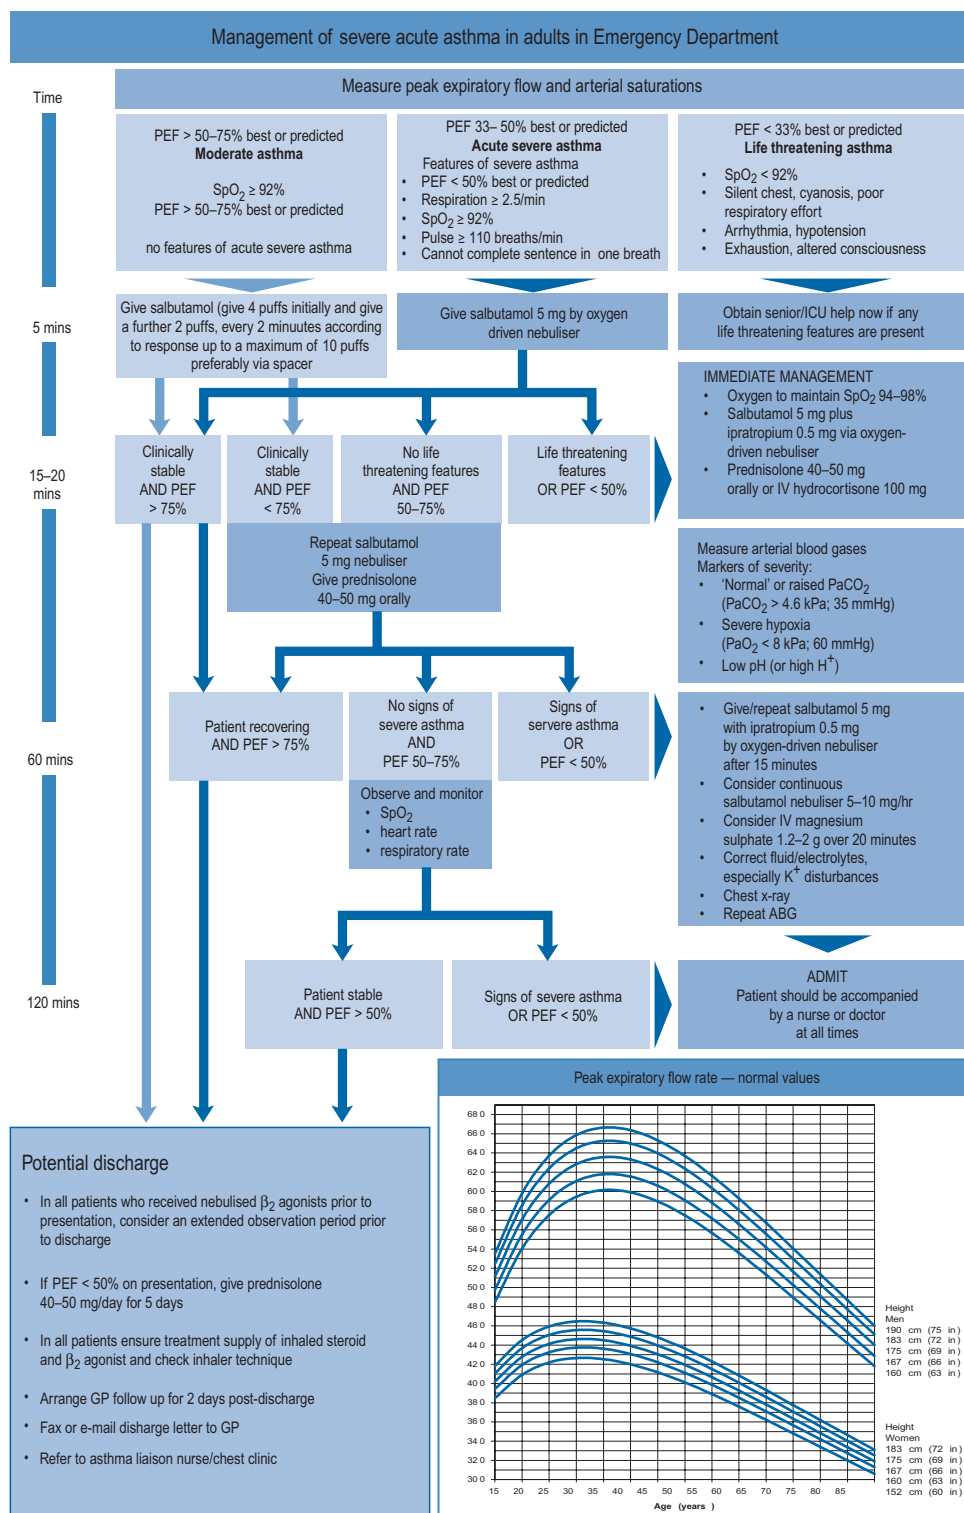 Management of severe acute asthma in adults in Emergency Department
Time
Measure peak expiratory flow and arterial saturations
PEF > 50–75% best or predicted
Moderate asthma
SpO2 ≥ 92%
PEF > 50–75% best or predicted
no features of acute severe asthma
PEF 33– 50% best or predicted
Acute severe asthma
Features of severe asthma
• PEF < 50% best or predicted
• Respiration ≥ 2.5/min
• SpO2 ≥ 92%
• Pulse ≥ 110 breaths/min
• Cannot complete sentence in one breath
PEF < 33% best or predicted
Life threatening asthma
• SpO2 < 92%
• Silent chest, cyanosis, poor
respiratory effort
• Arrhythmia, hypotension
• Exhaustion, altered consciousness
5 mins
Give salbutamol (give 4 puffs initially and give
a further 2 puffs, every 2 minuutes according
to response up to a maximum of 10 puffs
preferably via spacer
Give salbutamol 5 mg by oxygen
driven nebuliser
Obtain senior/ICU help now if any
life threatening features are present
IMMEDIATE MANAGEMENT
• Oxygen to maintain SpO2 94–98%
• Salbutamol 5 mg plus
ipratropium 0.5 mg via oxygen-
driven nebuliser
• Prednisolone 40–50 mg
orally or IV hydrocortisone 100 mg
15–20
mins
Clinically
stable
AND PEF
> 75%
Clinically
stable
AND PEF
< 75%
No life
threatening features
AND PEF
50–75%
Life threatening
features
OR PEF < 50%
Repeat salbutamol
5 mg nebuliser
Give prednisolone
40–50 mg orally
Measure arterial blood gases
Markers of severity:
• ‘Normal’ or raised PaCO2
(PaCO2 > 4.6 kPa; 35 mmHg)
• Severe hypoxia
(PaO2 < 8 kPa; 60 mmHg)
• Low pH (or high H+)
60 mins
Patient recovering
AND PEF > 75%
No signs of
severe asthma
AND
PEF 50–75%
Signs of
servere asthma
OR
PEF < 50%
Observe and monitor
• SpO2
• heart rate
• respiratory rate
• Give/repeat salbutamol 5 mg
with ipratropium 0.5 mg
by oxygen-driven nebuliser
after 15 minutes
• Consider continuous
salbutamol nebuliser 5–10 mg/hr
• Consider IV magnesium
sulphate 1.2–2 g over 20 minutes
• Correct fluid/electrolytes,
especially K+ disturbances
• Chest x-ray
• Repeat ABG
120 mins
Patient stable
AND PEF > 50%
Signs of severe asthma
OR PEF < 50%
ADMIT
Patient should be accompanied
by a nurse or doctor
at all times
Potential discharge
• In all patients who received nebulised β2 agonists prior to
presentation, consider an extended observation period prior
to discharge
• If PEF < 50% on presentation, give prednisolone
40–50 mg/day for 5 days
• In all patients ensure treatment supply of inhaled steroid
and β2 agonist and check inhaler technique
• Arrange GP follow up for 2 days post-discharge
• Fax or e-mail disharge letter to GP
• Refer to asthma liaison nurse/chest clinic
Peak expiratory flow rate — normal values
680
660
640
620
600
580
560
540
520
500
480
460
440
420
400
380
360
340
320
300
15 20 25 30 35 40 45 50 55 60 65 70 75 80 85
Age (years )
Height
Men
190 cm (75 in)
183 cm (72 in)
175 cm (69 in)
167 cm (66 in)
160 cm (63 in)
Height
Women
183 cm (72 in)
175 cm (69 in)
167 cm (66 in)
160 cm (63 in)
152 cm (60 in)